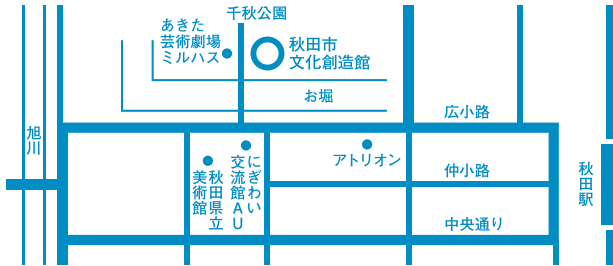 千秋公園
あきた
芸術劇場
ミルハス
秋田市
文化創造館
お堀
広小路
旭川
アトリオン
仲小路
中央通り
秋田駅
にぎわい
交流館AU
秋田県立
美術館